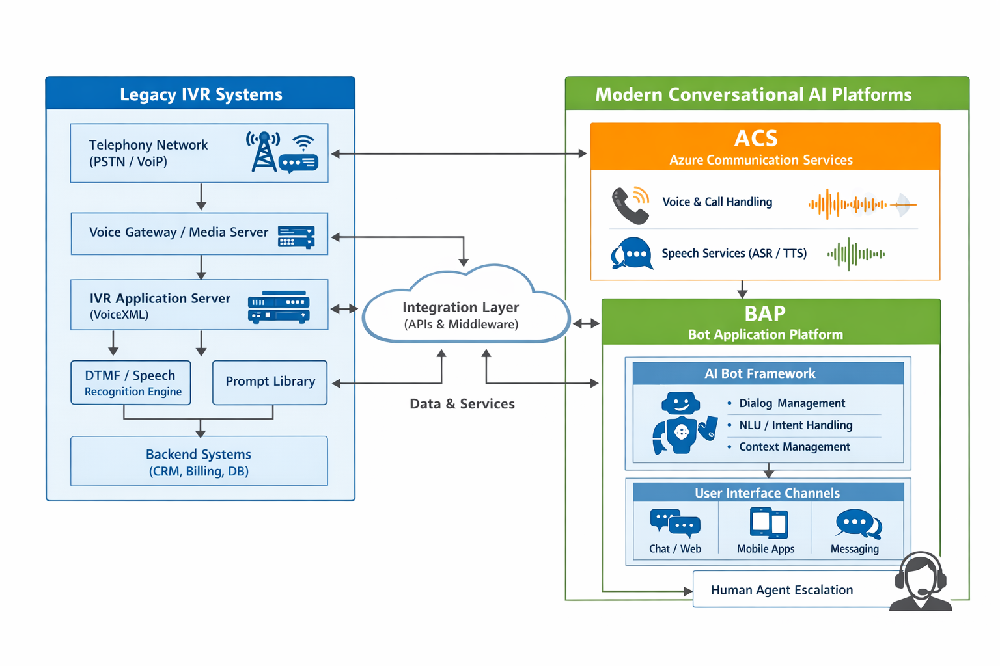 Legacy IVR Systems
Telephony Network
(PSTN / VoiP)
Voice Gateway / Media Server
IVR Application Server
(VoiceXML)
DTMF / Speech
Recognition Engine
Prompt Library
Backend Systems
(CRM, Billing, DB)
Integration Layer
(APIs & Middleware)
Data & Services
Modern Conversational AI Platforms
ACS
Azure Communication Services
Voice & Call Handling
Speech Services (ASR / TTS)
BAP
Bot Application Platform
AI Bot Framework
• Dialog Management
• NLU / Intent Handling
• Context Management
User Interface Channels
Chat / Web
Mobile Apps
Messaging
Human Agent Escalation